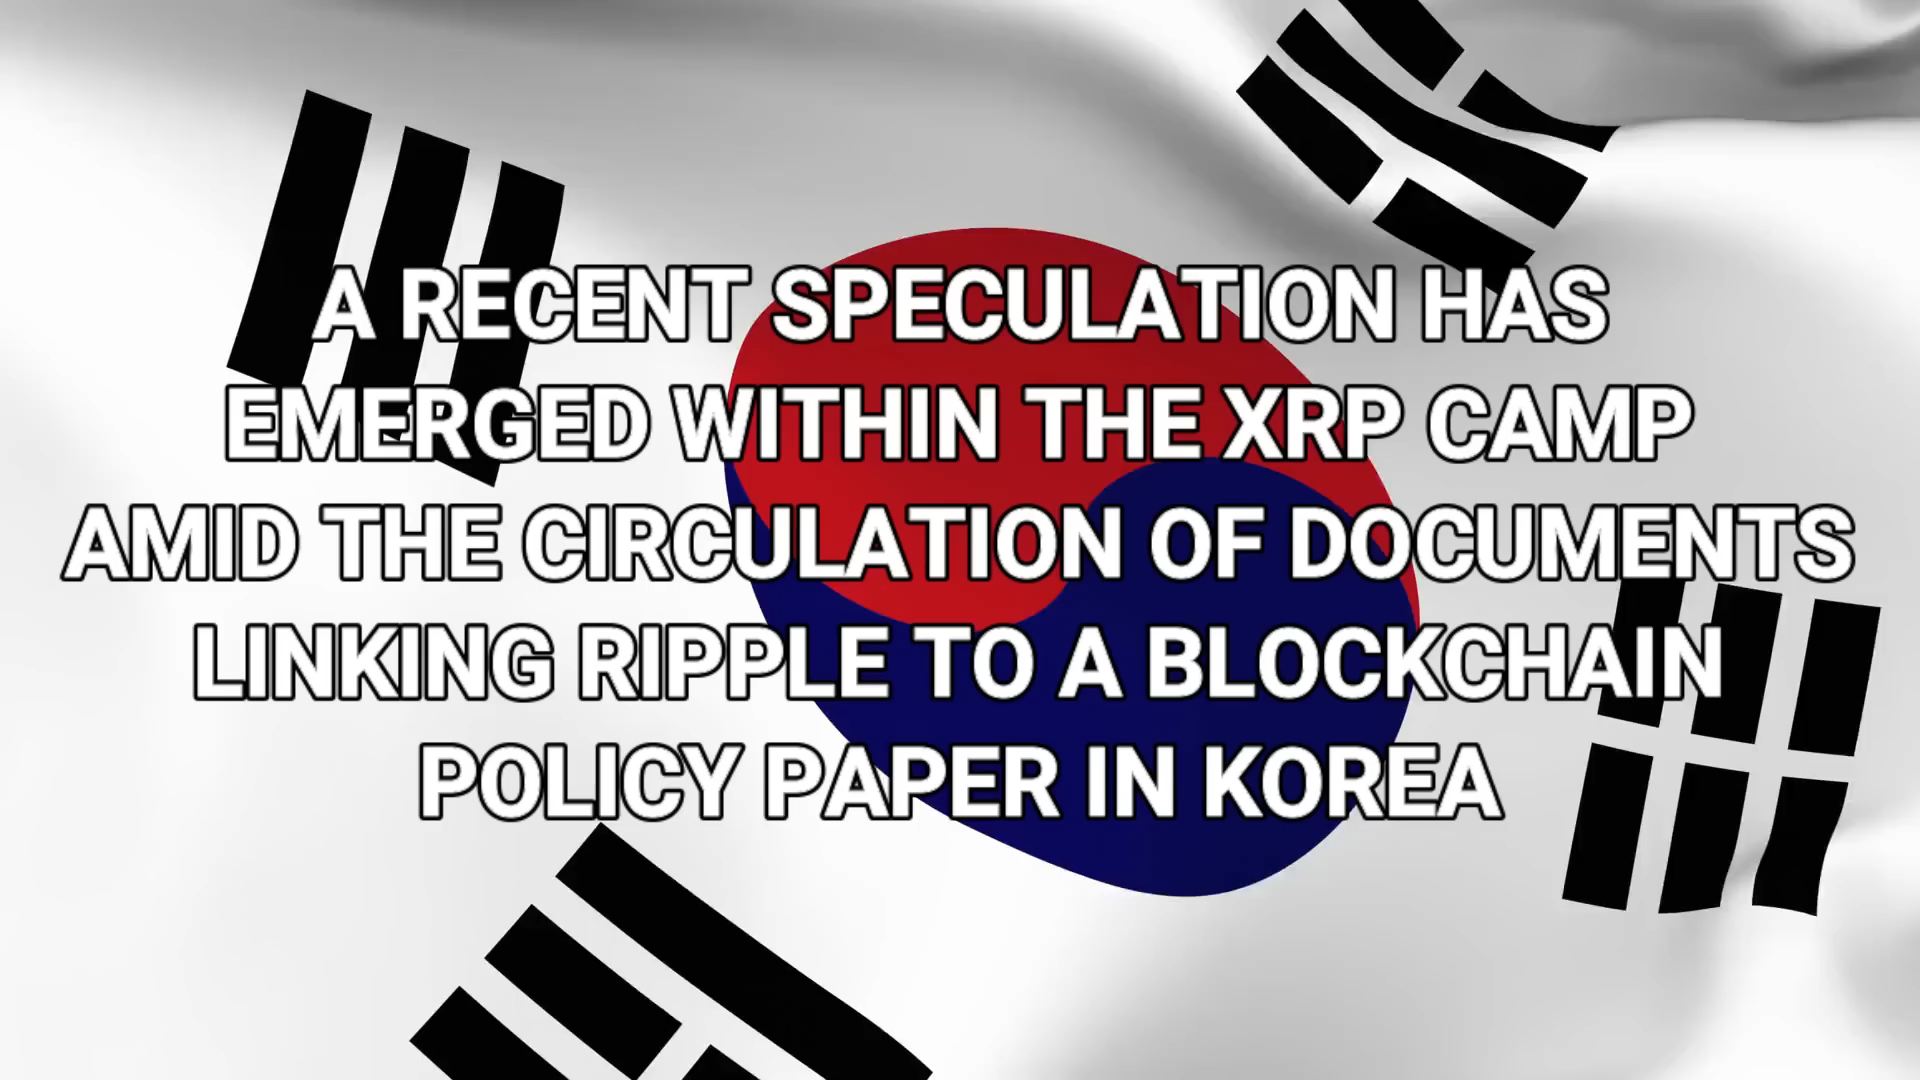 A RECENT SPECULATION HAS
EMERGED WITHIN THE XRP CAMP
AMID THE CIRCULATION OF DOCUMENTS
LINKING RIPPLE TO A BLOCKCHAIN
POLICY PAPER IN KOREA